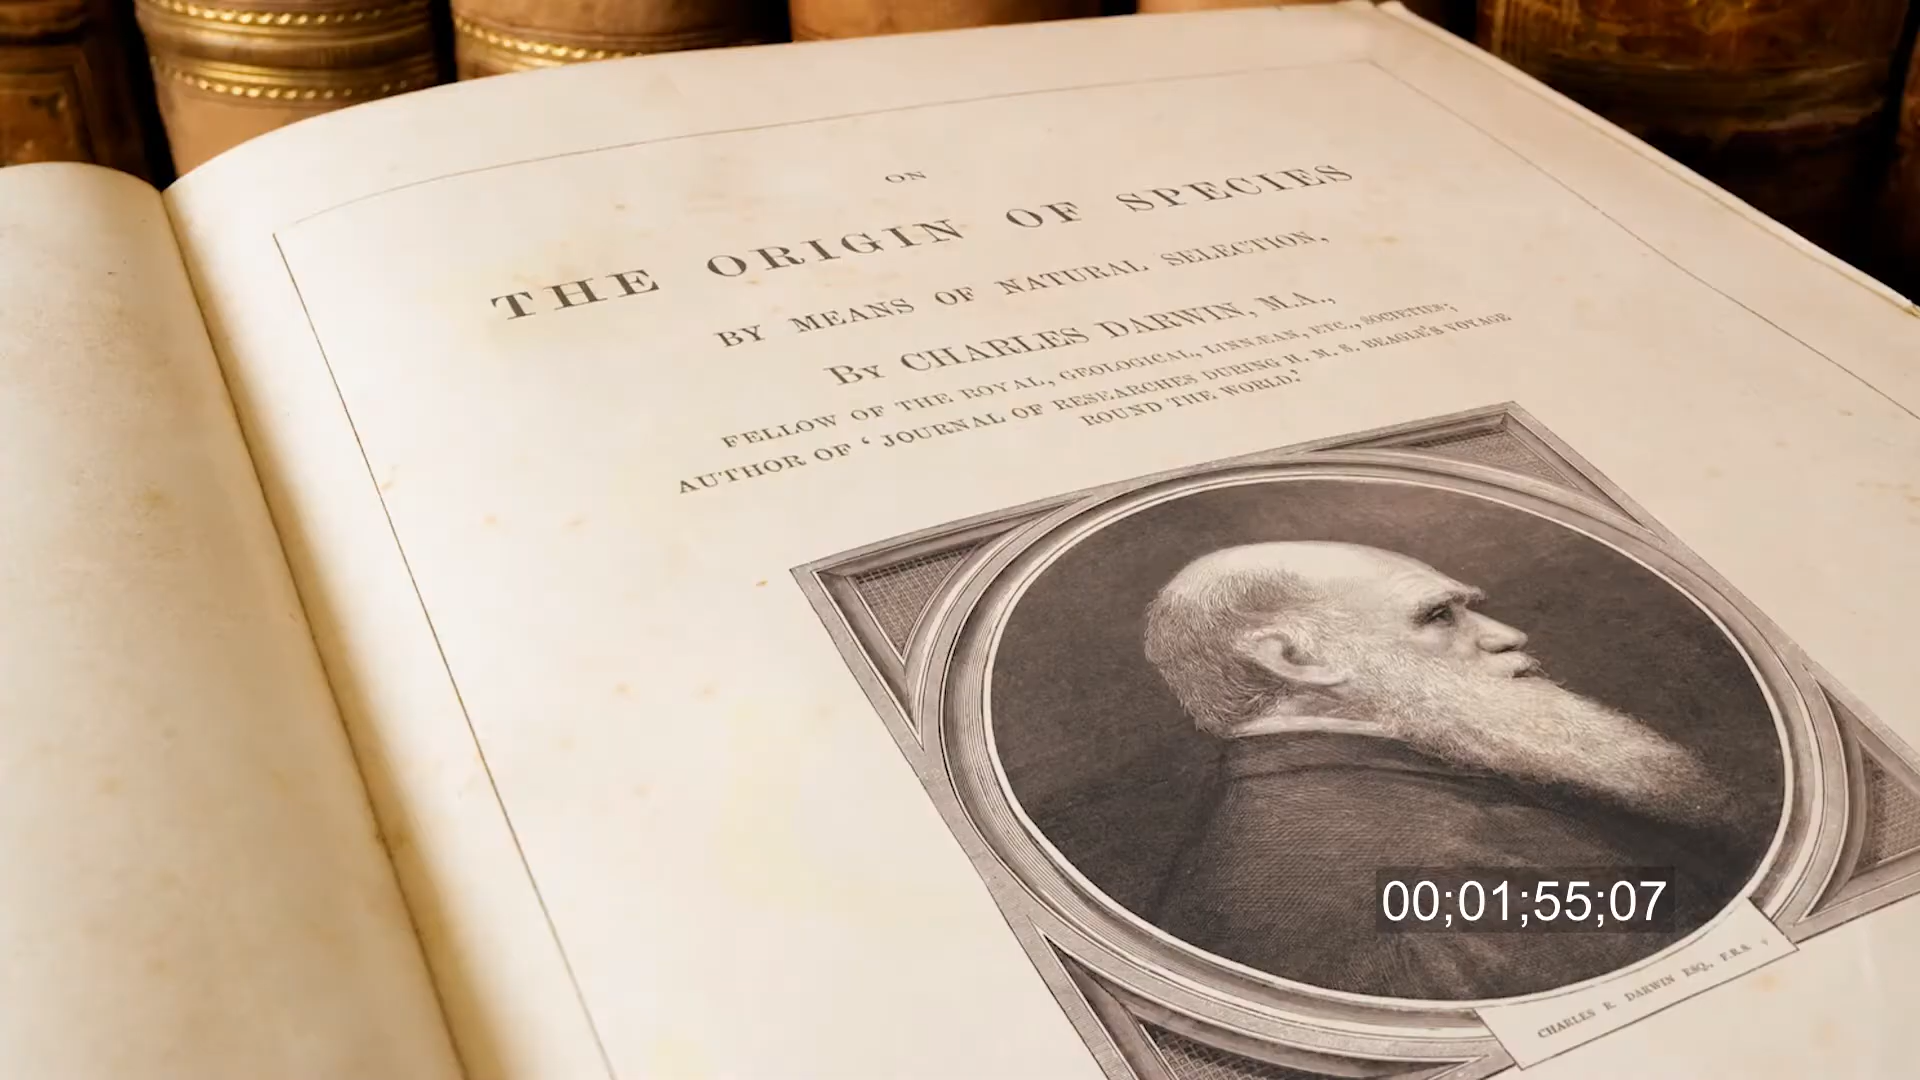 ON
THE ORIGIN OF SPECIES
BY MEANS OF NATURAL SELECTION,
By CHARLES DARWIN, M.A.,
FELLOW OF THE ROYAL, GEOLOGICAL, LINNÆAN, ETC., SOCIETIES;
AUTHOR OF ‘ JOURNAL OF RESEARCHES DURING H. M. S. BEAGLE'S VOYAGE
ROUND THE WORLD.’
00;01;55;07
CHARLES R. DARWIN ESQ. F.R.S.